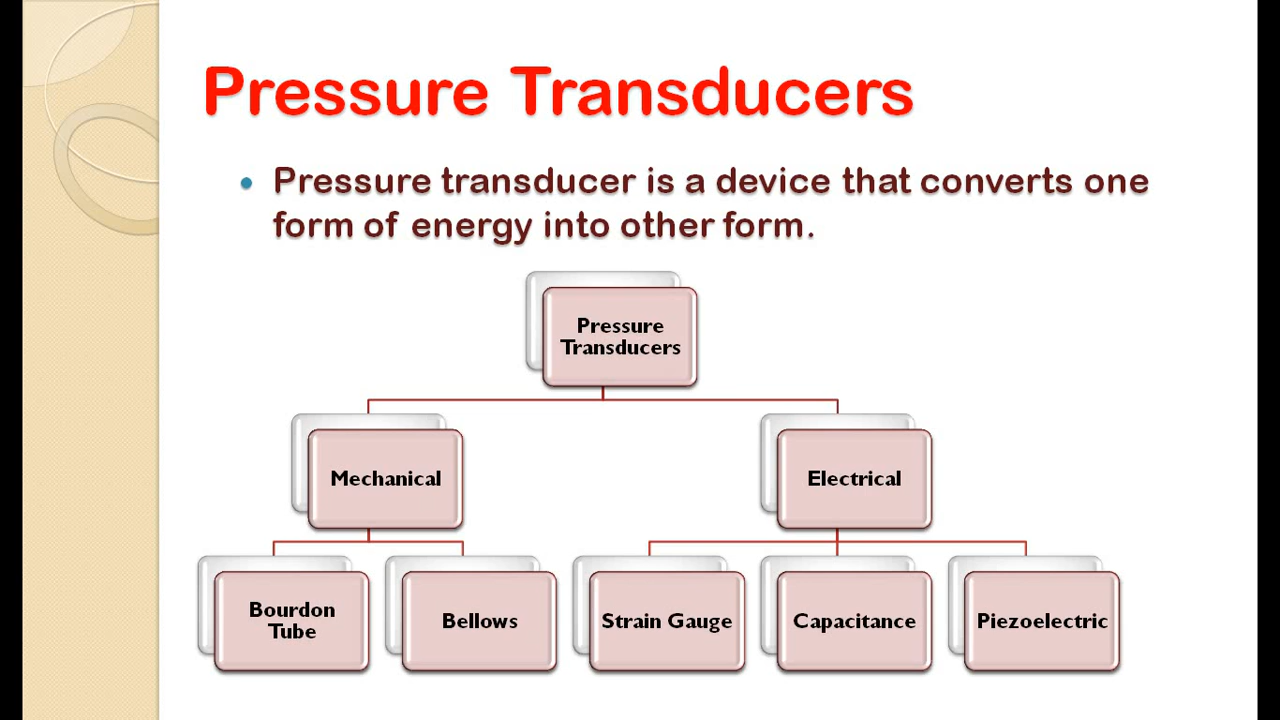 Pressure Transducers
Pressure transducer is a device that converts one
form of energy into other form.
Pressure
Transducers
Mechanical
Electrical
Bourdon
Tube
Bellows
Strain Gauge
Capacitance
Piezoelectric